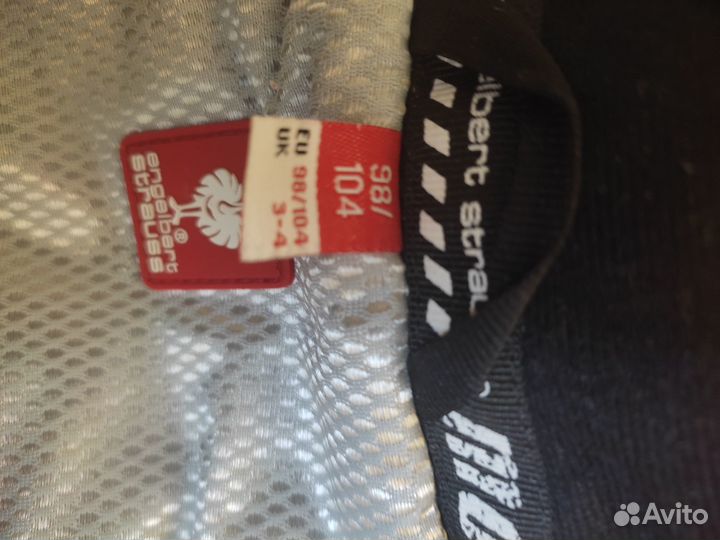 engelbert
strauss
®
EU 98/104
UK 3-4
98/
104
elbert strau
Avito